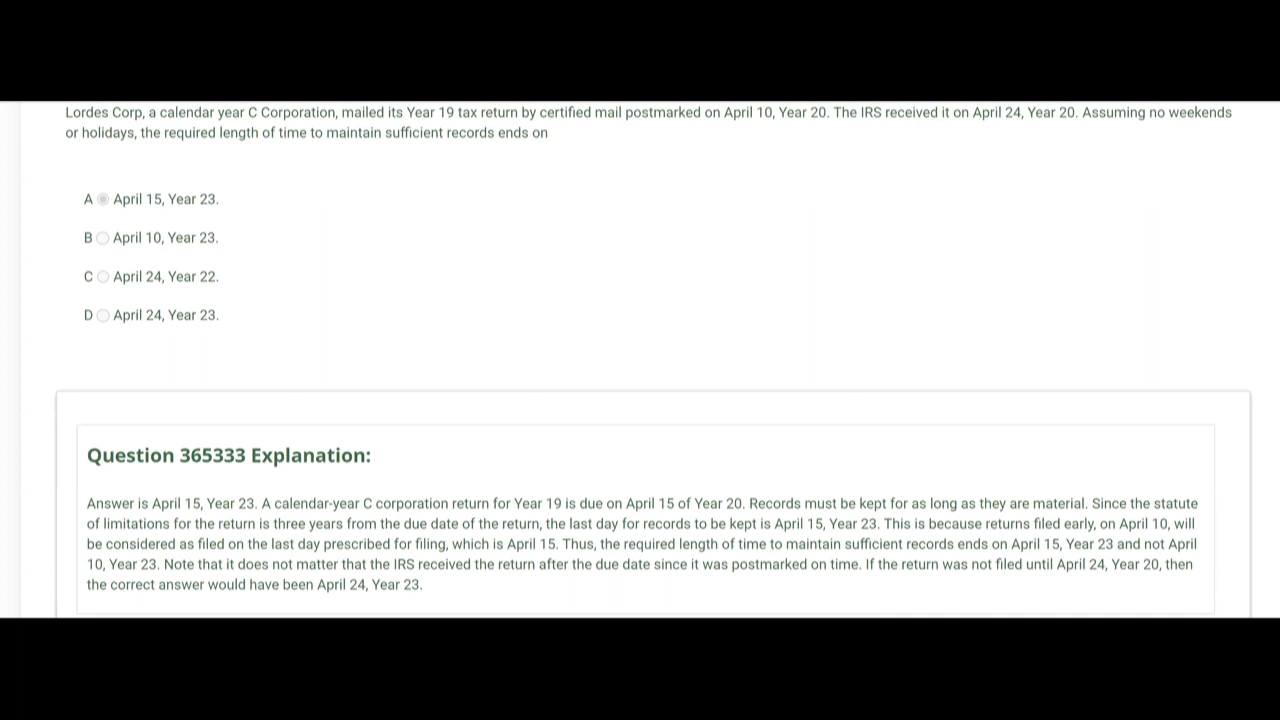 Lordes Corp, a calendar year C Corporation, mailed its Year 19 tax return by certified mail postmarked on April 10, Year 20. The IRS received it on April 24, Year 20. Assuming no weekends
or holidays, the required length of time to maintain sufficient records ends on
A April 15, Year 23.
B April 10, Year 23.
C April 24, Year 22.
D April 24, Year 23.
Question 365333 Explanation:
Answer is April 15, Year 23. A calendar-year C corporation return for Year 19 is due on April 15 of Year 20. Records must be kept for as long as they are material. Since the statute
of limitations for the return is three years from the due date of the return, the last day for records to be kept is April 15, Year 23. This is because returns filed early, on April 10, will
be considered as filed on the last day prescribed for filing, which is April 15. Thus, the required length of time to maintain sufficient records ends on April 15, Year 23 and not April
10, Year 23. Note that it does not matter that the IRS received the return after the due date since it was postmarked on time. If the return was not filed until April 24, Year 20, then
the correct answer would have been April 24, Year 23.